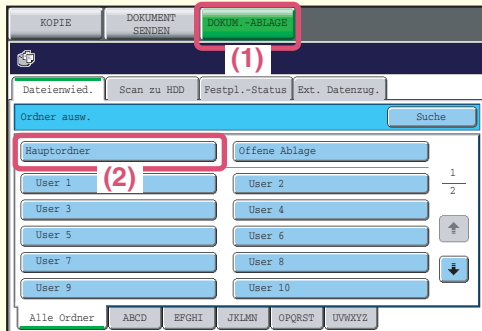 KOPIE
DOKUMENT
SENDEN
DOKUM.-ABLAGE
(1)
Dateienwied.
Scan zu HDD
Festpl.-Status
Ext. Datenzug.
Ordner ausw.
Suche
Hauptordner
Offene Ablage
(2)
User 1
User 2
1
2
User 3
User 4
User 5
User 6
User 7
User 8
User 9
User 10
Alle Ordner
ABCD
EFGHI
JKLMN
OPQRST
UVWXYZ